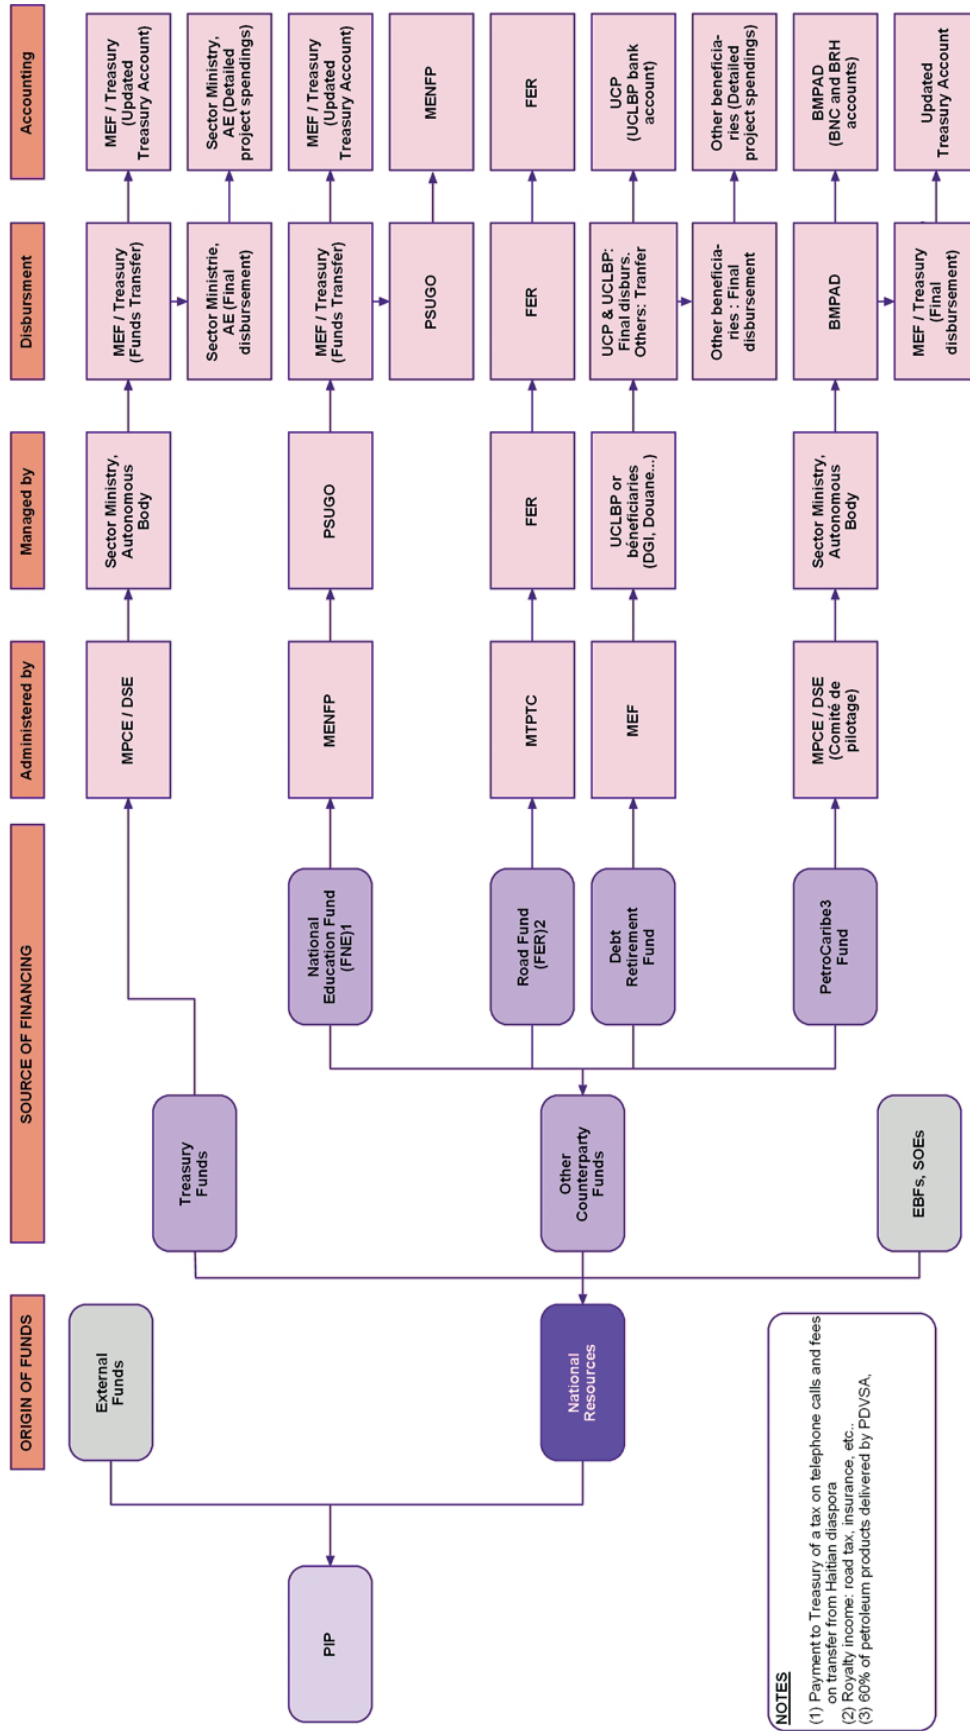 ORIGIN OF FUNDS
SOURCE OF FINANCING
Administered by
Managed by
Disbursment
Accounting
PIP
External
Funds
National
Resources
Treasury
Funds
Other
Counterparty
Funds
EBFs, SOEs
National
Education Fund
(FNE)1
Road Fund
(FER)2
Debt
Retirement
Fund
PetroCaribe3
Fund
MPCE / DSE
Sector Ministry,
Autonomous
Body
MEF / Treasury
(Funds Transfer)
MEF / Treasury
(Updated
Treasury Account)
Sector Ministrie,
AE (Final
disbursement)
Sector Ministry,
AE (Detailed
project spendings)
MENFP
PSUGO
MEF / Treasury
(Funds Transfer)
MEF / Treasury
(Updated
Treasury Account)
PSUGO
MENFP
MTPTC
FER
FER
FER
MEF
UCLBP or
bénéficiaries
(DGI, Douane...)
UCP & UCLBP:
Final disburs.
Others: Tranfer
UCP
(UCLBP bank
account)
Other beneficia-
ries : Final
disbursement
Other beneficia-
ries (Detailed
project spendings)
MPCE / DSE
(Comité de
pilotage)
Sector Ministry,
Autonomous
Body
BMPAD
BMPAD
(BNC and BRH
accounts)
MEF / Treasury
(Final
disbursement)
Updated
Treasury Account
NOTES
(1) Payment to Treasury of a tax on telephone calls and fees
on transfer from Haitian diaspora
(2) Royalty income: road tax, insurance, etc..
(3) 60% of petroleum products delivered by PDVSA,